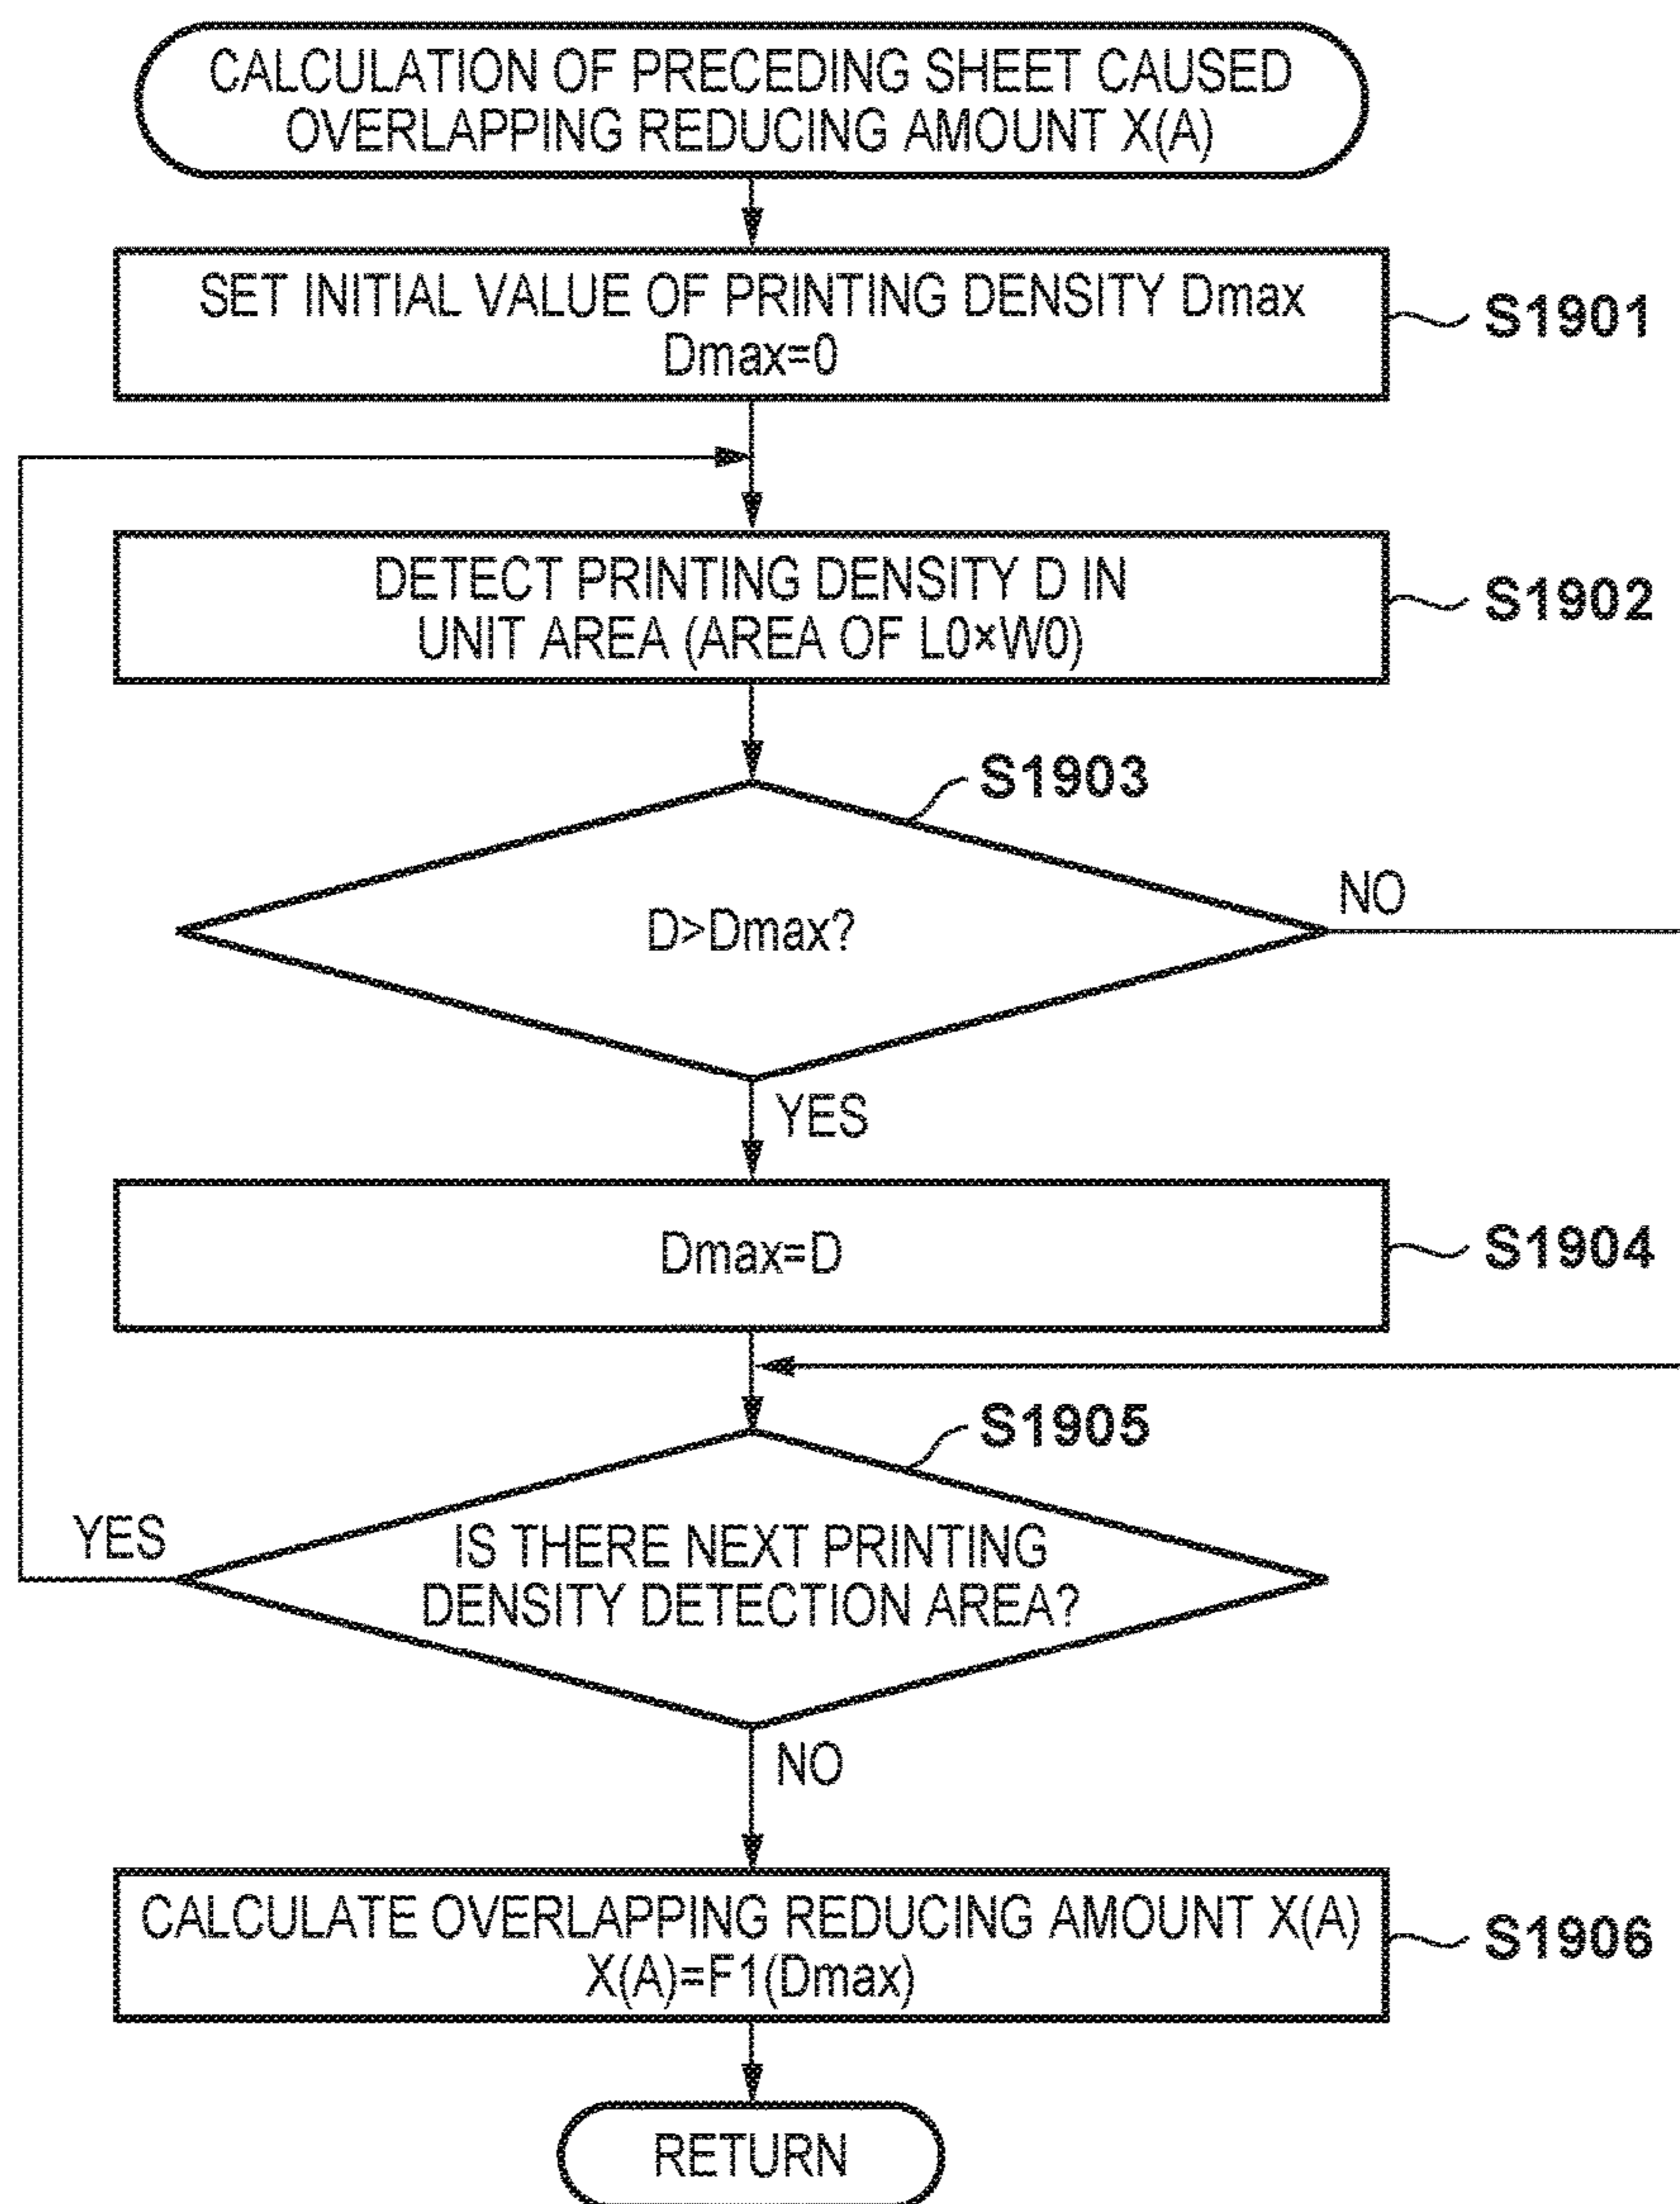 CALCULATION OF PRECEDING SHEET CAUSED
OVERLAPPING REDUCING AMOUNT X(A)
SET INITIAL VALUE OF PRINTING DENSITY Dmax
Dmax=0
S1901
DETECT PRINTING DENSITY D IN
UNIT AREA (AREA OF L0×W0)
S1902
S1903
D>Dmax?
NO
YES
Dmax=D
S1904
S1905
YES
IS THERE NEXT PRINTING
DENSITY DETECTION AREA?
NO
CALCULATE OVERLAPPING REDUCING AMOUNT X(A)
X(A)=F1(Dmax)
S1906
RETURN